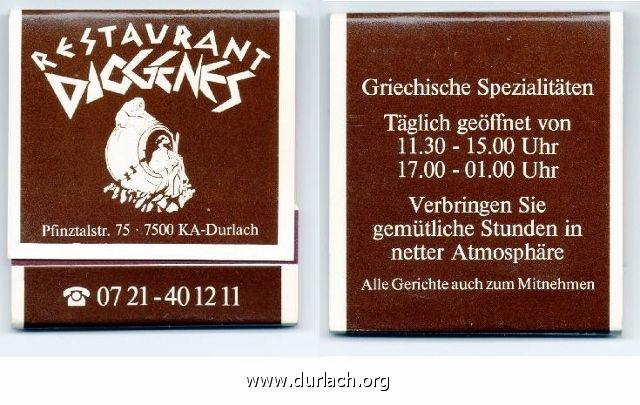 RESTAURANT
DIOGENES
Pfinztalstr. 75 · 7500 KA-Durlach
☎ 07 21 - 40 12 11
Griechische Spezialitäten
Täglich geöffnet von
11.30 - 15.00 Uhr
17.00 - 01.00 Uhr
Verbringen Sie
gemütliche Stunden in
netter Atmosphäre
Alle Gerichte auch zum Mitnehmen
www.durlach.org